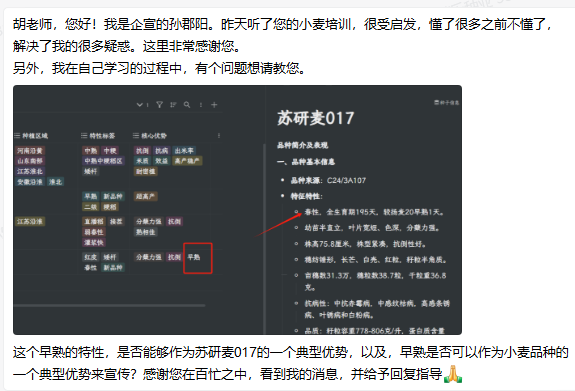 胡老师，您好！我是企宣的孙郡阳。昨天听了您的小麦培训，很受启发，懂了很多之前不懂了，
解决了我的很多疑惑。这里非常感谢您。
另外，我在自己学习的过程中，有个问题想请教您。
种植区域 特性标签 核心优势
河南沿黄 中熟 中粳 抗倒 抗病 出米率
山东南部 中熟中粳稻区 米质 效益 高产稳产
江苏淮北 矮秆 耐密植
安徽沿淮 淮北
早熟 新品种 超高产
二级 粳稻
江苏沿淮 直播稻 抗倒 分蘖力强 抗倒
弱春性 熟相佳
灌浆快
红皮 矮秆 分蘖力强 抗倒 早熟
春性 新品种
苏研麦017
品种简介及表现
一、品种基本信息
品种来源：C24/3A107
特征特性：
春性，全生育期195天，较扬麦20早熟1天。
幼苗半直立，叶片宽短，色深，分蘖力强。
株高75.8厘米，株型紧凑，抗倒性好。
穗纺锤形，长芒、白壳、红粒，籽粒半角质。
亩穗数31.3万，穗粒数38.7粒，千粒重36.8
克。
抗病性：中抗赤霉病，中感纹枯病，高感条锈
病、叶锈病和白粉病。
品质：籽粒容重778-806克/升，蛋白质含量
这个早熟的特性，是否能够作为苏研麦017的一个典型优势，以及，早熟是否可以作为小麦品种的
一个典型优势来宣传？感谢您在百忙之中，看到我的消息，并给予回复指导🙏